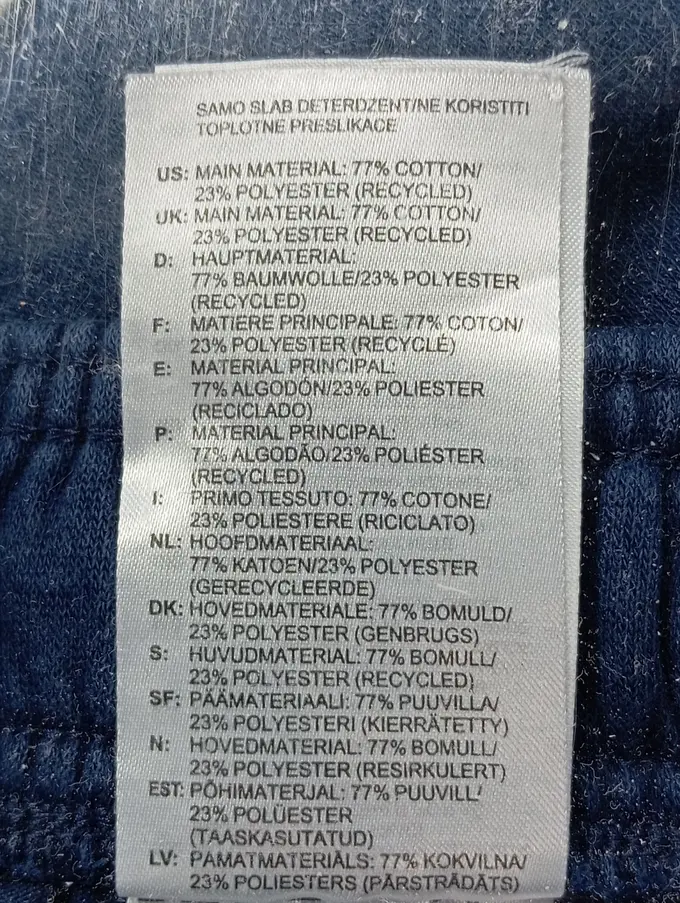 SAMO SLAB DETERDZENT/NE KORISTITI
TOPLOTNE PRESLIKACE
US: MAIN MATERIAL: 77% COTTON/
23% POLYESTER (RECYCLED)
UK: MAIN MATERIAL: 77% COTTON/
23% POLYESTER (RECYCLED)
D: HAUPTMATERIAL:
77% BAUMWOLLE/23% POLYESTER
(RECYCLED)
F: MATIERE PRINCIPALE: 77% COTON/
23% POLYESTER (RECYCLÉ)
E: MATERIAL PRINCIPAL:
77% ALGODÓN/23% POLIESTER
(RECICLADO)
P: MATERIAL PRINCIPAL:
77% ALGODÃO/23% POLIÉSTER
(RECYCLED)
I: PRIMO TESSUTO: 77% COTONE/
23% POLIESTERE (RICICLATO)
NL: HOOFDMATERIAAL:
77% KATOEN/23% POLYESTER
(GERECYCLEERDE)
DK: HOVEDMATERIALE: 77% BOMULD/
23% POLYESTER (GENBRUGS)
S: HUVUDMATERIAL: 77% BOMULL/
23% POLYESTER (RECYCLED)
SF: PÄÄMATERIAALI: 77% PUUVILLA/
23% POLYESTERI (KIERRÄTETTY)
N: HOVEDMATERIAL: 77% BOMULL/
23% POLYESTER (RESIRKULERT)
EST: PÕHIMATERJAL: 77% PUUVILL/
23% POLÜESTER
(TAASKASUTATUD)
LV: PAMATMATERIĀLS: 77% KOKVILNA/
23% POLIESTERS (PĀRSTRĀDĀTS)